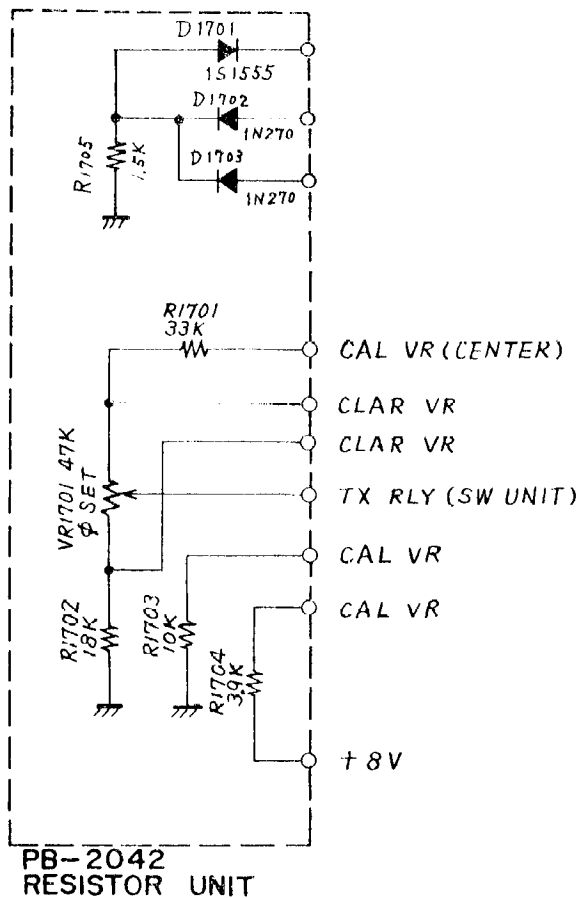 D1701
1S1555
D1702
1N270
D1703
1N270
R1705
1.5K
R1701
33K
CAL VR (CENTER)
CLAR VR
CLAR VR
VR1701 47K
φ SET
TX RLY (SW UNIT)
CAL VR
CAL VR
R1702
18K
R1703
10K
R1704
3.9K
+ 8V
PB-2042
RESISTOR UNIT